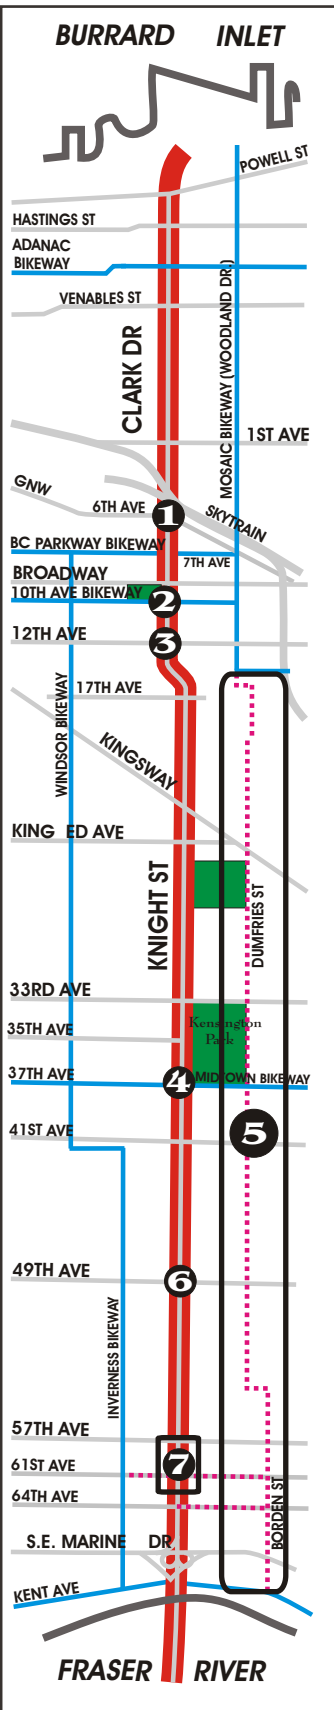 BURRARD INLET
POWELL ST
HASTINGS ST
ADANAC
BIKEWAY
VENABLES ST
MOSAIC BIKEWAY (WOODLAND DR.)
CLARK DR
1ST AVE
GNW
6TH AVE
1
SKYTRAIN
BC PARKWAY BIKEWAY
7TH AVE
BROADWAY
10TH AVE BIKEWAY
2
12TH AVE
3
WINDSOR BIKEWAY
17TH AVE
KINGSWAY
KING ED AVE
KNIGHT ST
DUMFRIES ST
33RD AVE
Kensington
Park
35TH AVE
37TH AVE
4
MIDTOWN BIKEWAY
41ST AVE
5
49TH AVE
6
INVERNESS BIKEWAY
57TH AVE
7
61ST AVE
64TH AVE
BORDEN ST
S.E. MARINE DR
KENT AVE
FRASER RIVER